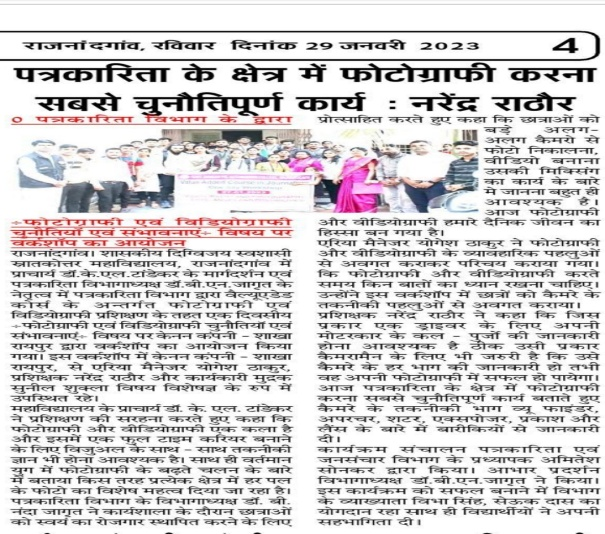 राजनांदगांव, रविवार दिनांक 29 जनवरी 2023
4
पत्रकारिता के क्षेत्र में फोटोग्राफी करना
सबसे चुनौतिपूर्ण कार्य : नरेंद्र राठौर
० पत्रकारिता विभाग के द्वारा
÷फोटोग्राफी एवं विडियोग्राफी
चुनौतियाँ एवं संभावनाएं÷ विषय पर
वर्कशॉप का आयोजन
राजनांदगांव। शासकीय दिग्विजय स्वशासी
स्नातकोत्तर महाविद्यालय, राजनांदगांव में
प्राचार्य डॉ.के.एल.टांडेकर के मार्गदर्शन एवं
पत्रकारिता विभागाध्यक्ष डॉ.बी.एन.जागृत के
नेतृत्व में पत्रकारिता विभाग द्वारा वैल्यूएडेड
कोर्स के अन्तर्गत फोटोग्राफी एवं
विडियोग्राफी प्रशिक्षण के तहत एक दिवसीय
÷फोटोग्राफी एवं विडियोग्राफी चुनौतियाँ एवं
संभावनाएं÷ विषय पर केनन कंपनी - शाखा
रायपुर द्वारा वर्कशॉप का आयोजन किया
गया। इस वर्कशॉप में केनन कंपनी - शाखा
रायपुर, से एरिया मैनेजर योगेश ठाकुर,
प्रशिक्षक नरेंद्र राठौर और कार्यकारी मुद्रक
सुनील शुक्ला विषय विशेषज्ञ के रुप में
उपस्थित रहे।
महाविद्यालय के प्राचार्य डॉ. के. एल. टांडेकर
ने प्रशिक्षण की सरहना करते हुए कहा कि
फोटोग्राफी और वीडियोग्राफी एक कला है
और इसमें एक फुल टाइम करियर बनाने
के लिए विजुअल के साथ - साथ तकनीकी
ज्ञान भी होना आवश्यक है। साथ ही वर्तमान
युग में फोटोग्राफी के बढ़ते चलन के बारे
में बताया किस तरह प्रत्येक क्षेत्र में हर पल
के फोटो का विशेष महत्व दिया जा रहा है।
पत्रकारिता विभाग के विभागाध्यक्ष डॉ. बी.
नंदा जागृत ने कार्यशाला के दौरान छात्राओं
को स्वयं का रोजगार स्थापित करने के लिए
प्रोत्साहित करते हुए कहा कि छात्राओं को
बड़े अलग-
अलग कैमरो से
फोटो निकालना,
वीडियो बनाना
उसकी मिक्सिंग
का कार्य के बारे
में जानना बहुत ही
आवश्यक है।
आज फोटोग्राफी
और वीडियोग्राफी हमारे दैनिक जीवन का
हिस्सा बन गया है।
एरिया मैनेजर योगेश ठाकुर ने फोटोग्राफी
और वीडियोग्राफी के व्यावहारिक पहलुओं
से अवगत कराकर परिचय कराया गया।
कि फोटोग्राफी और वीडियोग्राफी करते
समय किन बातों का ध्यान रखना चाहिए।
उन्होंने इस वर्कशॉप में छात्रों को कैमरे के
तकनीकी पहलुओं से अवगत कराया।
प्रशिक्षक नरेंद्र राठौर ने कहा कि जिस
प्रकार एक ड्राइवर के लिए अपनी
मोटरकार के कल - पुर्जों की जानकारी
होना आवश्यक है ठीक उसी प्रकार
कैमरामैन के लिए भी जरुरी है कि उसे
कैमरे के हर भाग की जानकारी हो तभी
वह अपनी फोटोग्राफी में सफल हो पायेगा।
आज पत्रकारिता के क्षेत्र में फोटोग्राफी
करना सबसे चुनौतिपूर्ण कार्य बताते हुए
कैमरे के तकनीकी भाग व्यू फाइंडर,
अपरचर, शटर, एक्सपोजर, प्रकाश और
लैंस के बारे में बारीकियों में जानकारी
दी।
कार्यक्रम संचालन पत्रकारिता एवं
जनसंचार विभाग के प्रध्यापक अमितेश
सोनकर द्वारा किया। आभार प्रदर्शन
विभागाध्यक्ष डॉ.बी.एन.जागृत ने किया।
इस कार्यक्रम को सफल बनाने में विभाग
के व्याख्याता विभा सिंह, सेऊक दास का
योगदान रहा साथ ही विद्यार्थीओं ने अपनी
सहभागिता दी।